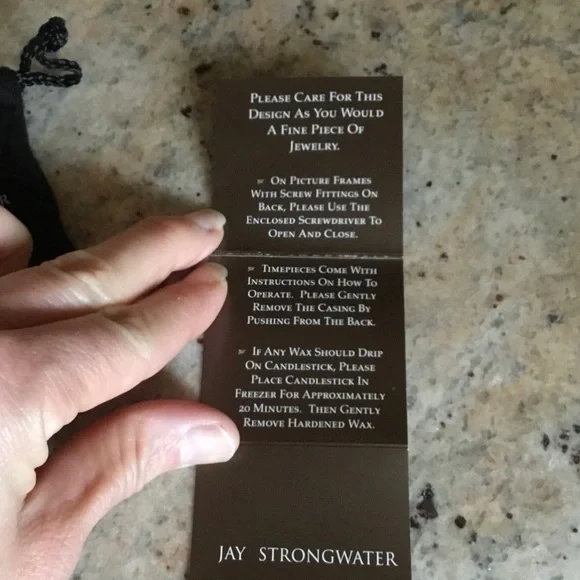 PLEASE CARE FOR THIS
DESIGN AS YOU WOULD
A FINE PIECE OF
JEWELRY.
ON PICTURE FRAMES
WITH SCREW FITTINGS ON
BACK, PLEASE USE THE
ENCLOSED SCREWDRIVER TO
OPEN AND CLOSE.
TIMEPIECES COME WITH
INSTRUCTIONS ON HOW TO
OPERATE. PLEASE GENTLY
REMOVE THE CASING BY
PUSHING FROM THE BACK.
IF ANY WAX SHOULD DRIP
ON CANDLESTICK, PLEASE
PLACE CANDLESTICK IN
FREEZER FOR APPROXIMATELY
20 MINUTES. THEN GENTLY
REMOVE HARDENED WAX.
JAY STRONGWATER